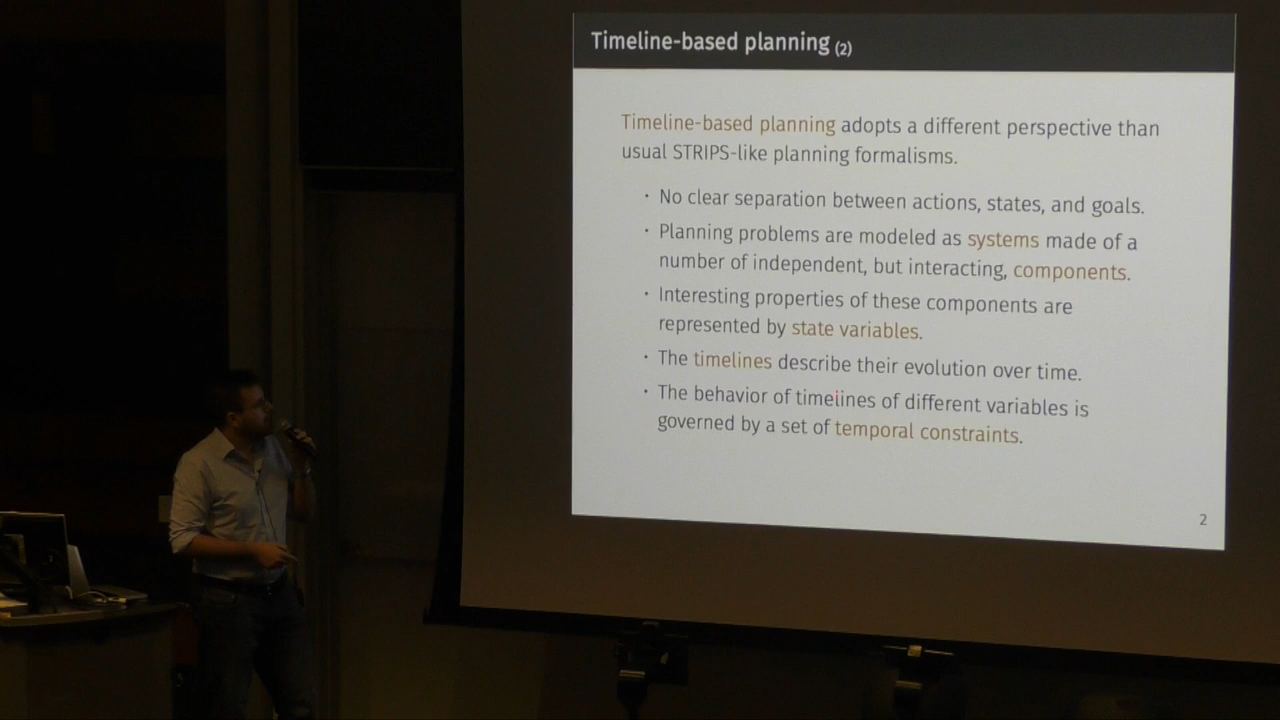 Timeline-based planning (2)
Timeline-based planning adopts a different perspective than
usual STRIPS-like planning formalisms.
· No clear separation between actions, states, and goals.
· Planning problems are modeled as systems made of a
number of independent, but interacting, components.
· Interesting properties of these components are
represented by state variables.
· The timelines describe their evolution over time.
· The behavior of timelines of different variables is
governed by a set of temporal constraints.
2